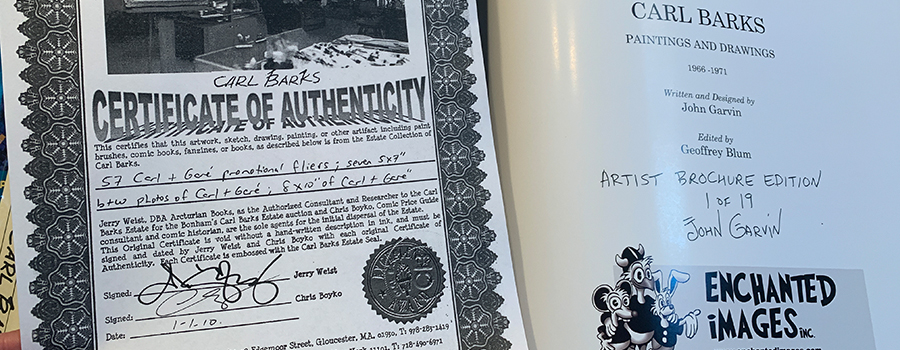 CARL BARKS
CERTIFICATE OF AUTHENTICITY
This certifies that this artwork, sketch, drawing, painting, or other artifact including paint
brushes, comic books, fanzines, or books, as described below is from the Estate Collection of
Carl Barks.
57 Carl + Garé promotional fliers; seven 5x7"
b+w photos of Carl+Garé; 8x10" of Carl + Garé"
Jerry Weist, DBA Arcturian Books, as the Authorized Consultant and Researcher to the Carl
Barks Estate for the Bonham's Carl Barks Estate auction and Chris Boyko, Comic Price Guide
consultant and comic historian, are the sole agents for the initial dispersal of the Estate.
This Original Certificate is void without a hand-written description in ink, and must be
signed and dated by Jerry Weist and Chris Boyko with each original Certificate of
Authenticity. Each Certificate is embossed with the Carl Barks Estate Seal.
Jerry Weist
Signed:
Chris Boyko
Signed:
Date: 1-1-10.
Edgemoor Street, Gloucester, MA. 01930, T: 978-283-1419
11101, T: 718-490-6971
CARL B
CARL BARKS
PAINTINGS AND DRAWINGS
1966-1971
Written and Designed by
John Garvin
Edited by
Geoffrey Blum
ARTIST BROCHURE EDITION
1 OF 19
John Garvin
ENCHANTED
iMAGES INC.